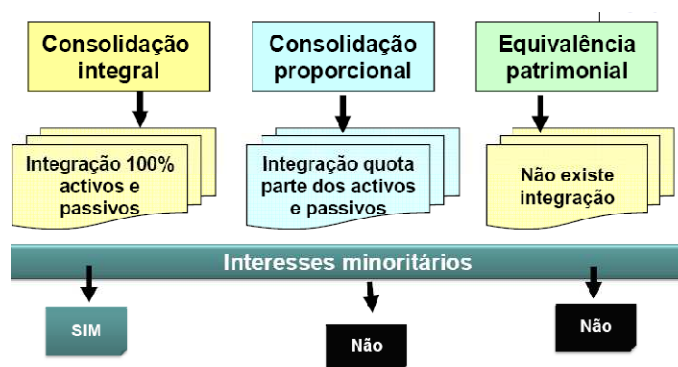 Consolidação
integral
Consolidação
proporcional
Equivalência
patrimonial
Integração 100%
activos e
passivos
Integração quota
parte dos activos
e passivos
Não existe
integração
Interesses minoritários
SIM
Não
Não